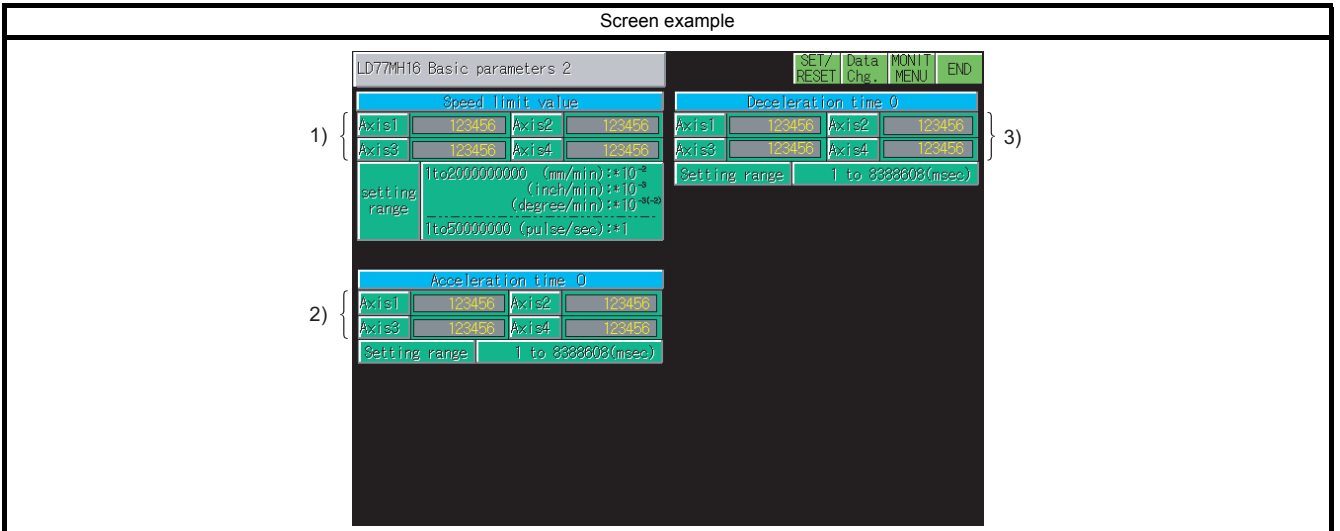 Screen example
LD77MH16 Basic parameters 2
SET/ RESET
Data Chg.
MONIT MENU
END
Speed limit value
1)
Axis1 123456 Axis2 123456
Axis3 123456 Axis4 123456
setting range
1to2000000000 (mm/min):*10⁻²
(inch/min):*10⁻³
(degree/min):*10⁻³⁽⁻²⁾
1to50000000 (pulse/sec):*1
Acceleration time 0
2)
Axis1 123456 Axis2 123456
Axis3 123456 Axis4 123456
Setting range 1 to 8388608(msec)
Deceleration time 0
Axis1 123456 Axis2 123456
Axis3 123456 Axis4 123456
3)
Setting range 1 to 8388608(msec)